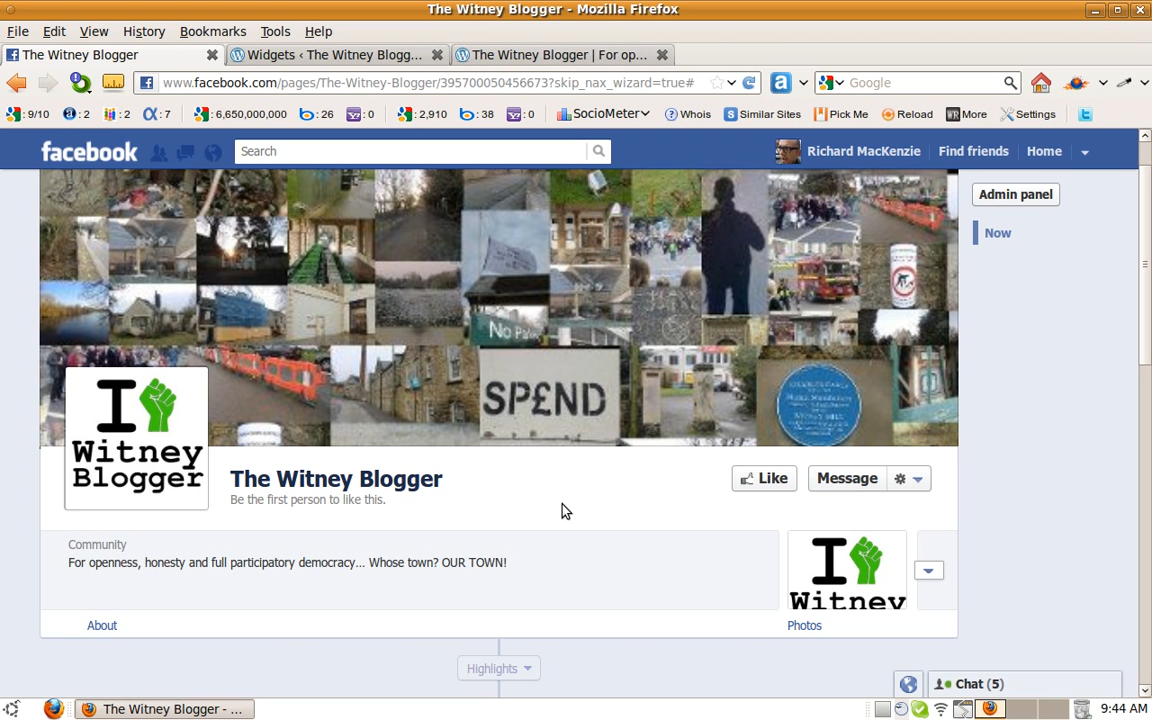 The Witney Blogger - Mozilla Firefox
File Edit View History Bookmarks Tools Help
The Witney Blogger
Widgets ‹ The Witney Blogg...
The Witney Blogger | For op...
www.facebook.com/pages/The-Witney-Blogger/395700050456673?skip_nax_wizard=true#
Google
: 9/10 : 2 : 2 : 7 : 6,650,000,000 : 26 : 0 : 2,910 : 38 : 0 SocioMeter Whois Similar Sites Pick Me Reload More Settings
facebook
Search
Richard MacKenzie Find friends Home
Admin panel
Now
SP£ND
I
Witney
Blogger
The Witney Blogger
Be the first person to like this.
Like
Message
Community
For openness, honesty and full participatory democracy... Whose town? OUR TOWN!
I
Witney
About
Photos
Highlights
Chat (5)
The Witney Blogger - ...
9:44 AM